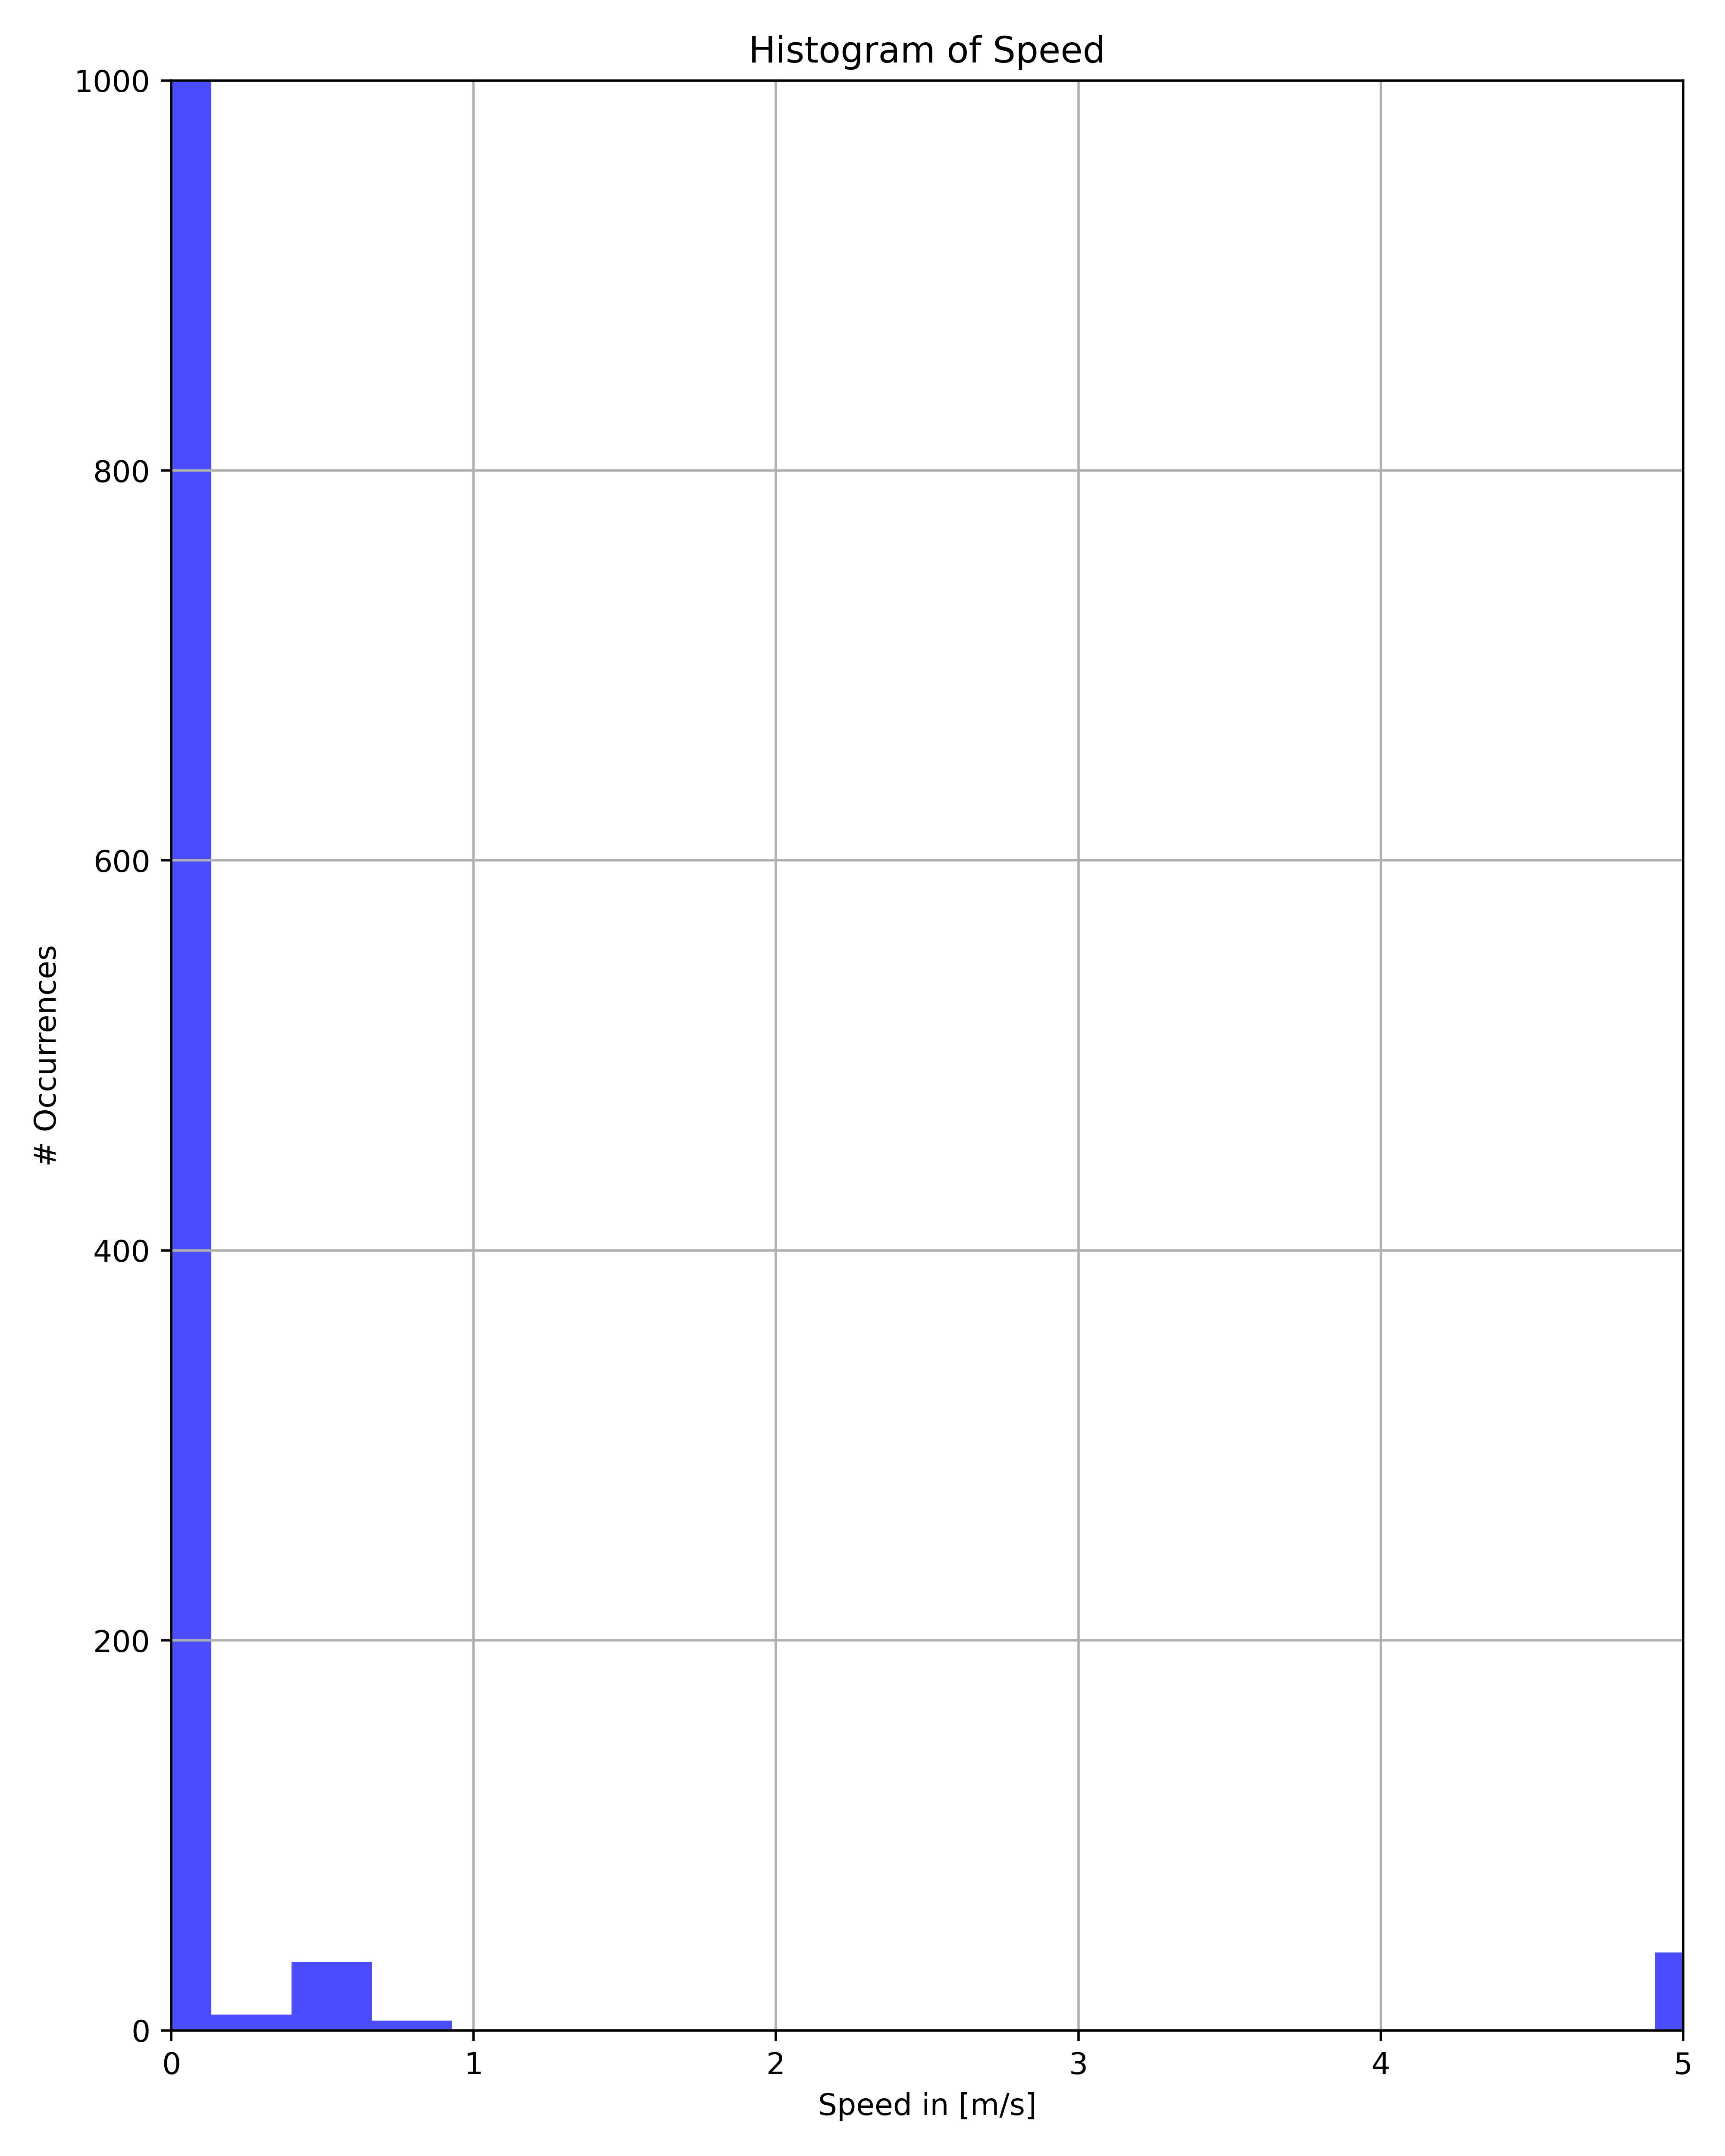 Histogram of Speed
1000
800
600
400
200
0
# Occurrences
0 1 2 3 4 5
Speed in [m/s]